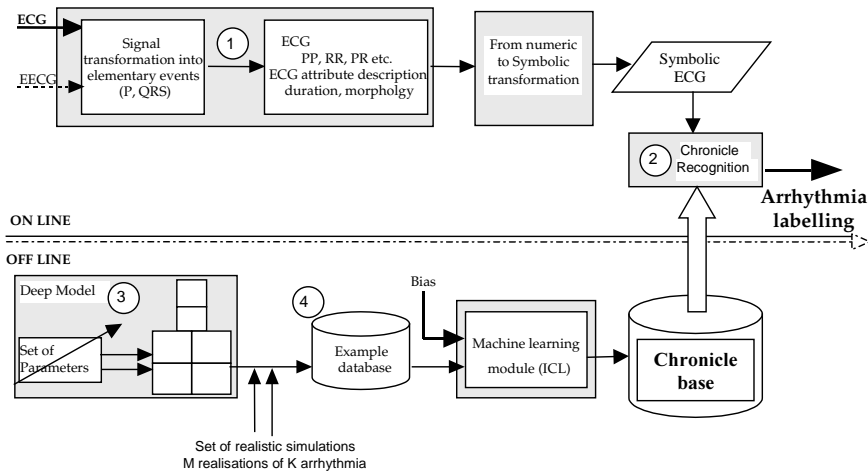 ECG
EECG
Signal
transformation into
elementary events
(P, QRS)
1
ECG
PP, RR, PR etc.
ECG attribute description
duration, morpholgy
From numeric
to Symbolic
transformation
Symbolic
ECG
2
Chronicle
Recognition
Arrhythmia
labelling
ON LINE
OFF LINE
Deep Model
3
Set of
Parameters
4
Example
database
Bias
Machine learning
module (ICL)
Chronicle
base
Set of realistic simulations
M realisations of K arrhythmia